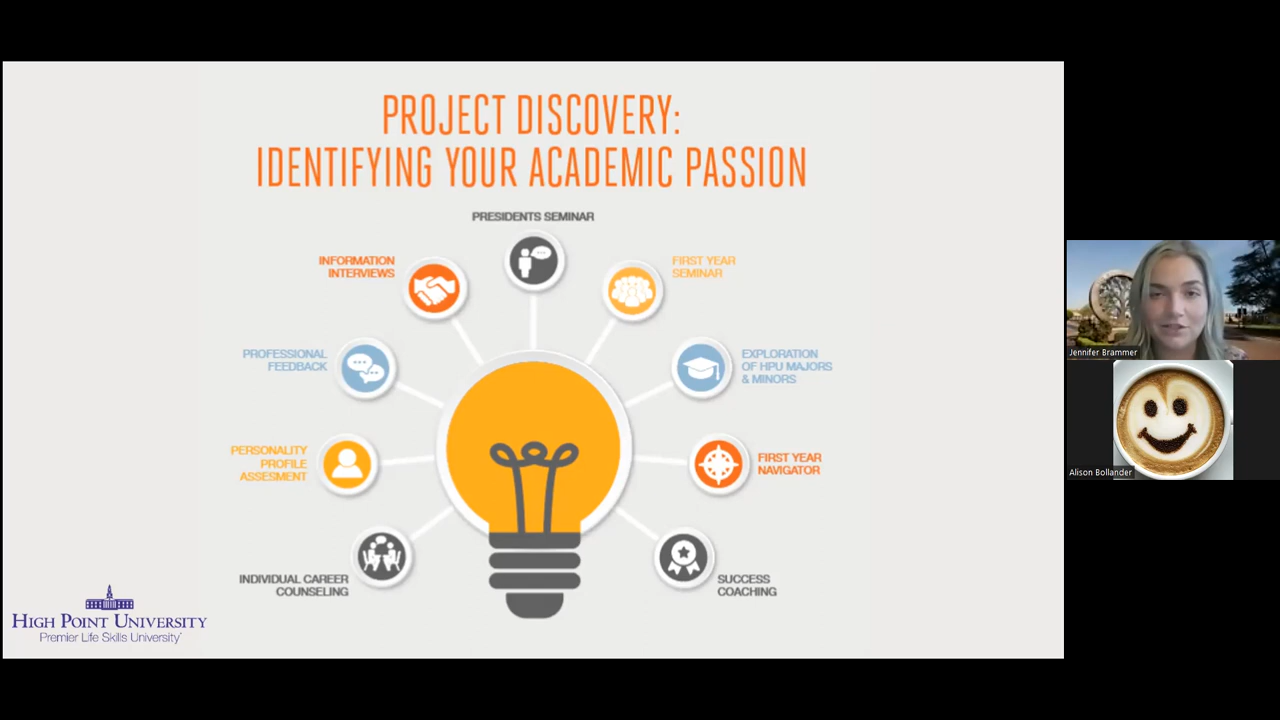 PROJECT DISCOVERY:
IDENTIFYING YOUR ACADEMIC PASSION
PRESIDENTS SEMINAR
INFORMATION
INTERVIEWS
FIRST YEAR
SEMINAR
PROFESSIONAL
FEEDBACK
EXPLORATION
OF HPU MAJORS
& MINORS
PERSONALITY
PROFILE
ASSESMENT
FIRST YEAR
NAVIGATOR
INDIVIDUAL CAREER
COUNSELING
SUCCESS
COACHING
HIGH POINT UNIVERSITY
Premier Life Skills University
Jennifer Brammer
Alison Bollander